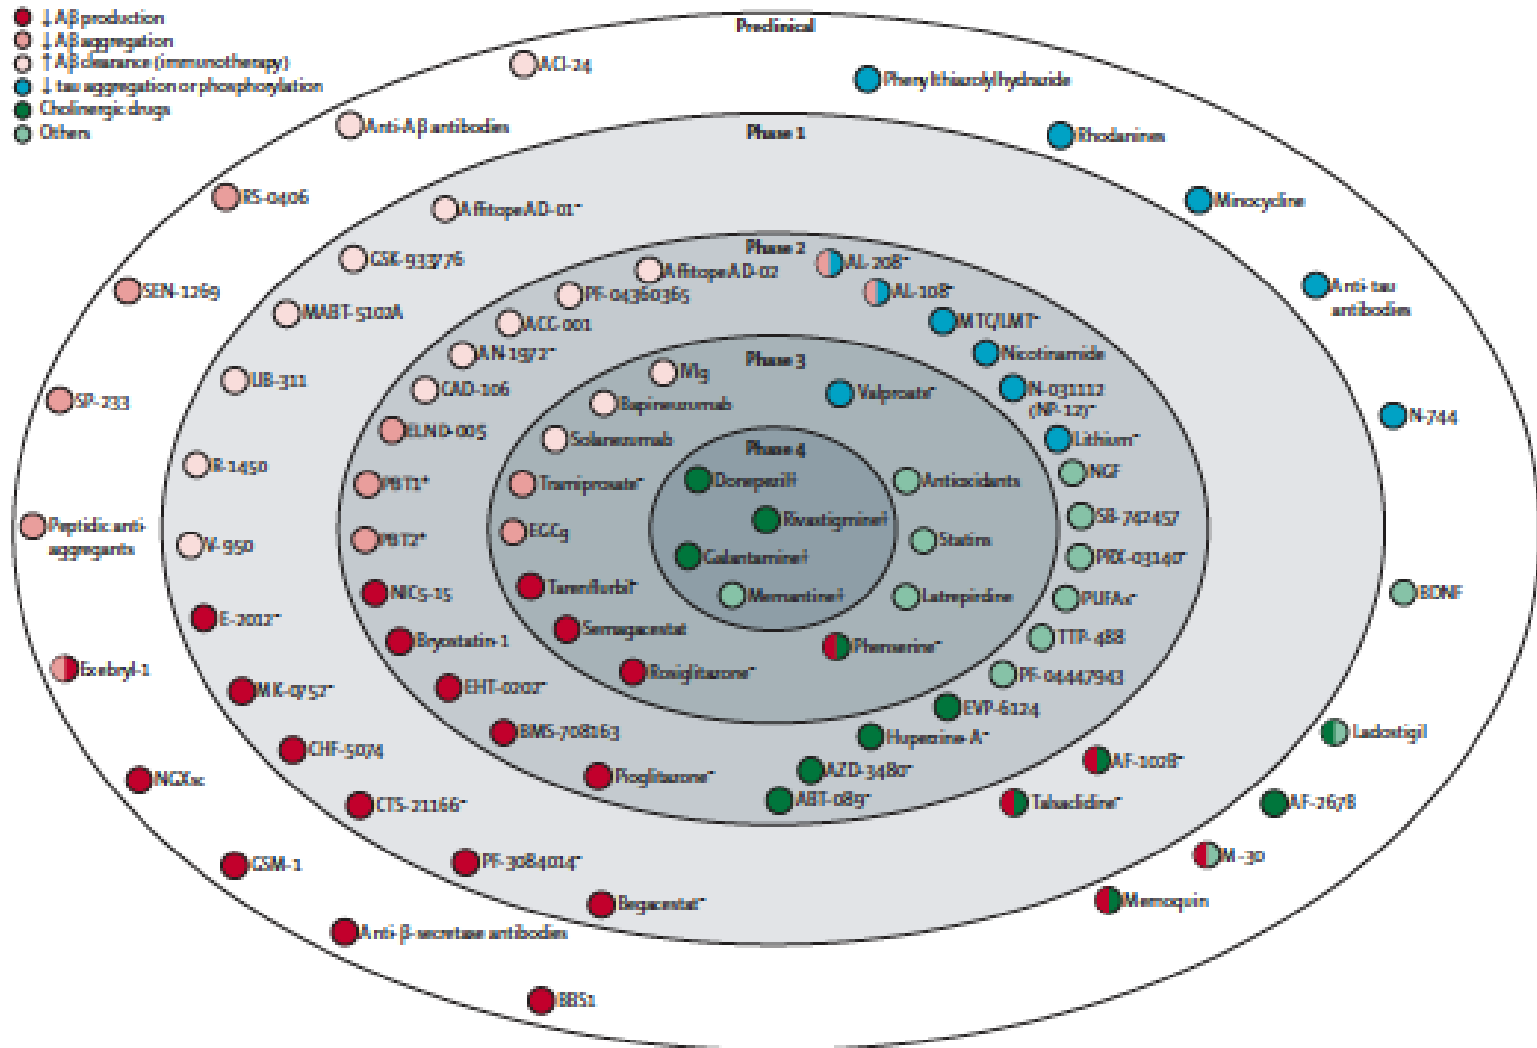 ↓Aβ production
↓Aβ aggregation
↑Aβ clearance (immunotherapy)
↓tau aggregation or phosphorylation
Cholinergic drugs
Others
Preclinical
ACI-24
Phenylthiazolylhydrazide
Anti-Aβ antibodies
Phase 1
Rhodanines
RS-0406
AffitopeAD-01⁻
Minocycline
GSK-933776
Phase 2
AffitopeAD-02
AL-208⁻
SEN-1269
PF-04360365
AL-108⁻
Anti-tau
antibodies
MABT-5102A
ACC-001
MTC/LMT⁻
AN-1972⁻
Phase 3
Nicotinamide
UB-311
IVIg
CAD-106
Valproate⁻
N-031112
(NP-12)⁻
SP-233
Bapineuzumab
N-744
ELND-005
Solanezumab
Lithium⁻
Phase 4
R-1450
PBT1*
Tramiprosate⁻
Donepezil†
Antioxidants
NGF
Peptidic anti-
aggregants
Rivastigmine†
SB-742457
V-950
PBT2*
EGCg
Galantamine†
Statins
PRX-03140⁻
NIC5-15
Tarenflurbil⁻
Memantine†
Latrepirdine
PUFAs⁻
BDNF
E-2012⁻
Bryostatin-1
Semagacestat
Phenserine⁻
TTP-488
Exebryl-1
Rosiglitazone⁻
PF-04447943
MK-0752⁻
EHT-0202⁻
EVP-6124
BMS-708163
Huperzine-A⁻
Ladostigil
CHF-5074
AF-102B⁻
NGX
Pioglitazone⁻
AZD-3480⁻
CTS-21166⁻
ABT-089⁻
Talsaclidine⁻
AF-267B
GSM-1
PF-3084014⁻
M-30
Begacestat⁻
Memoquin
Anti-β-secretase antibodies
BBS1